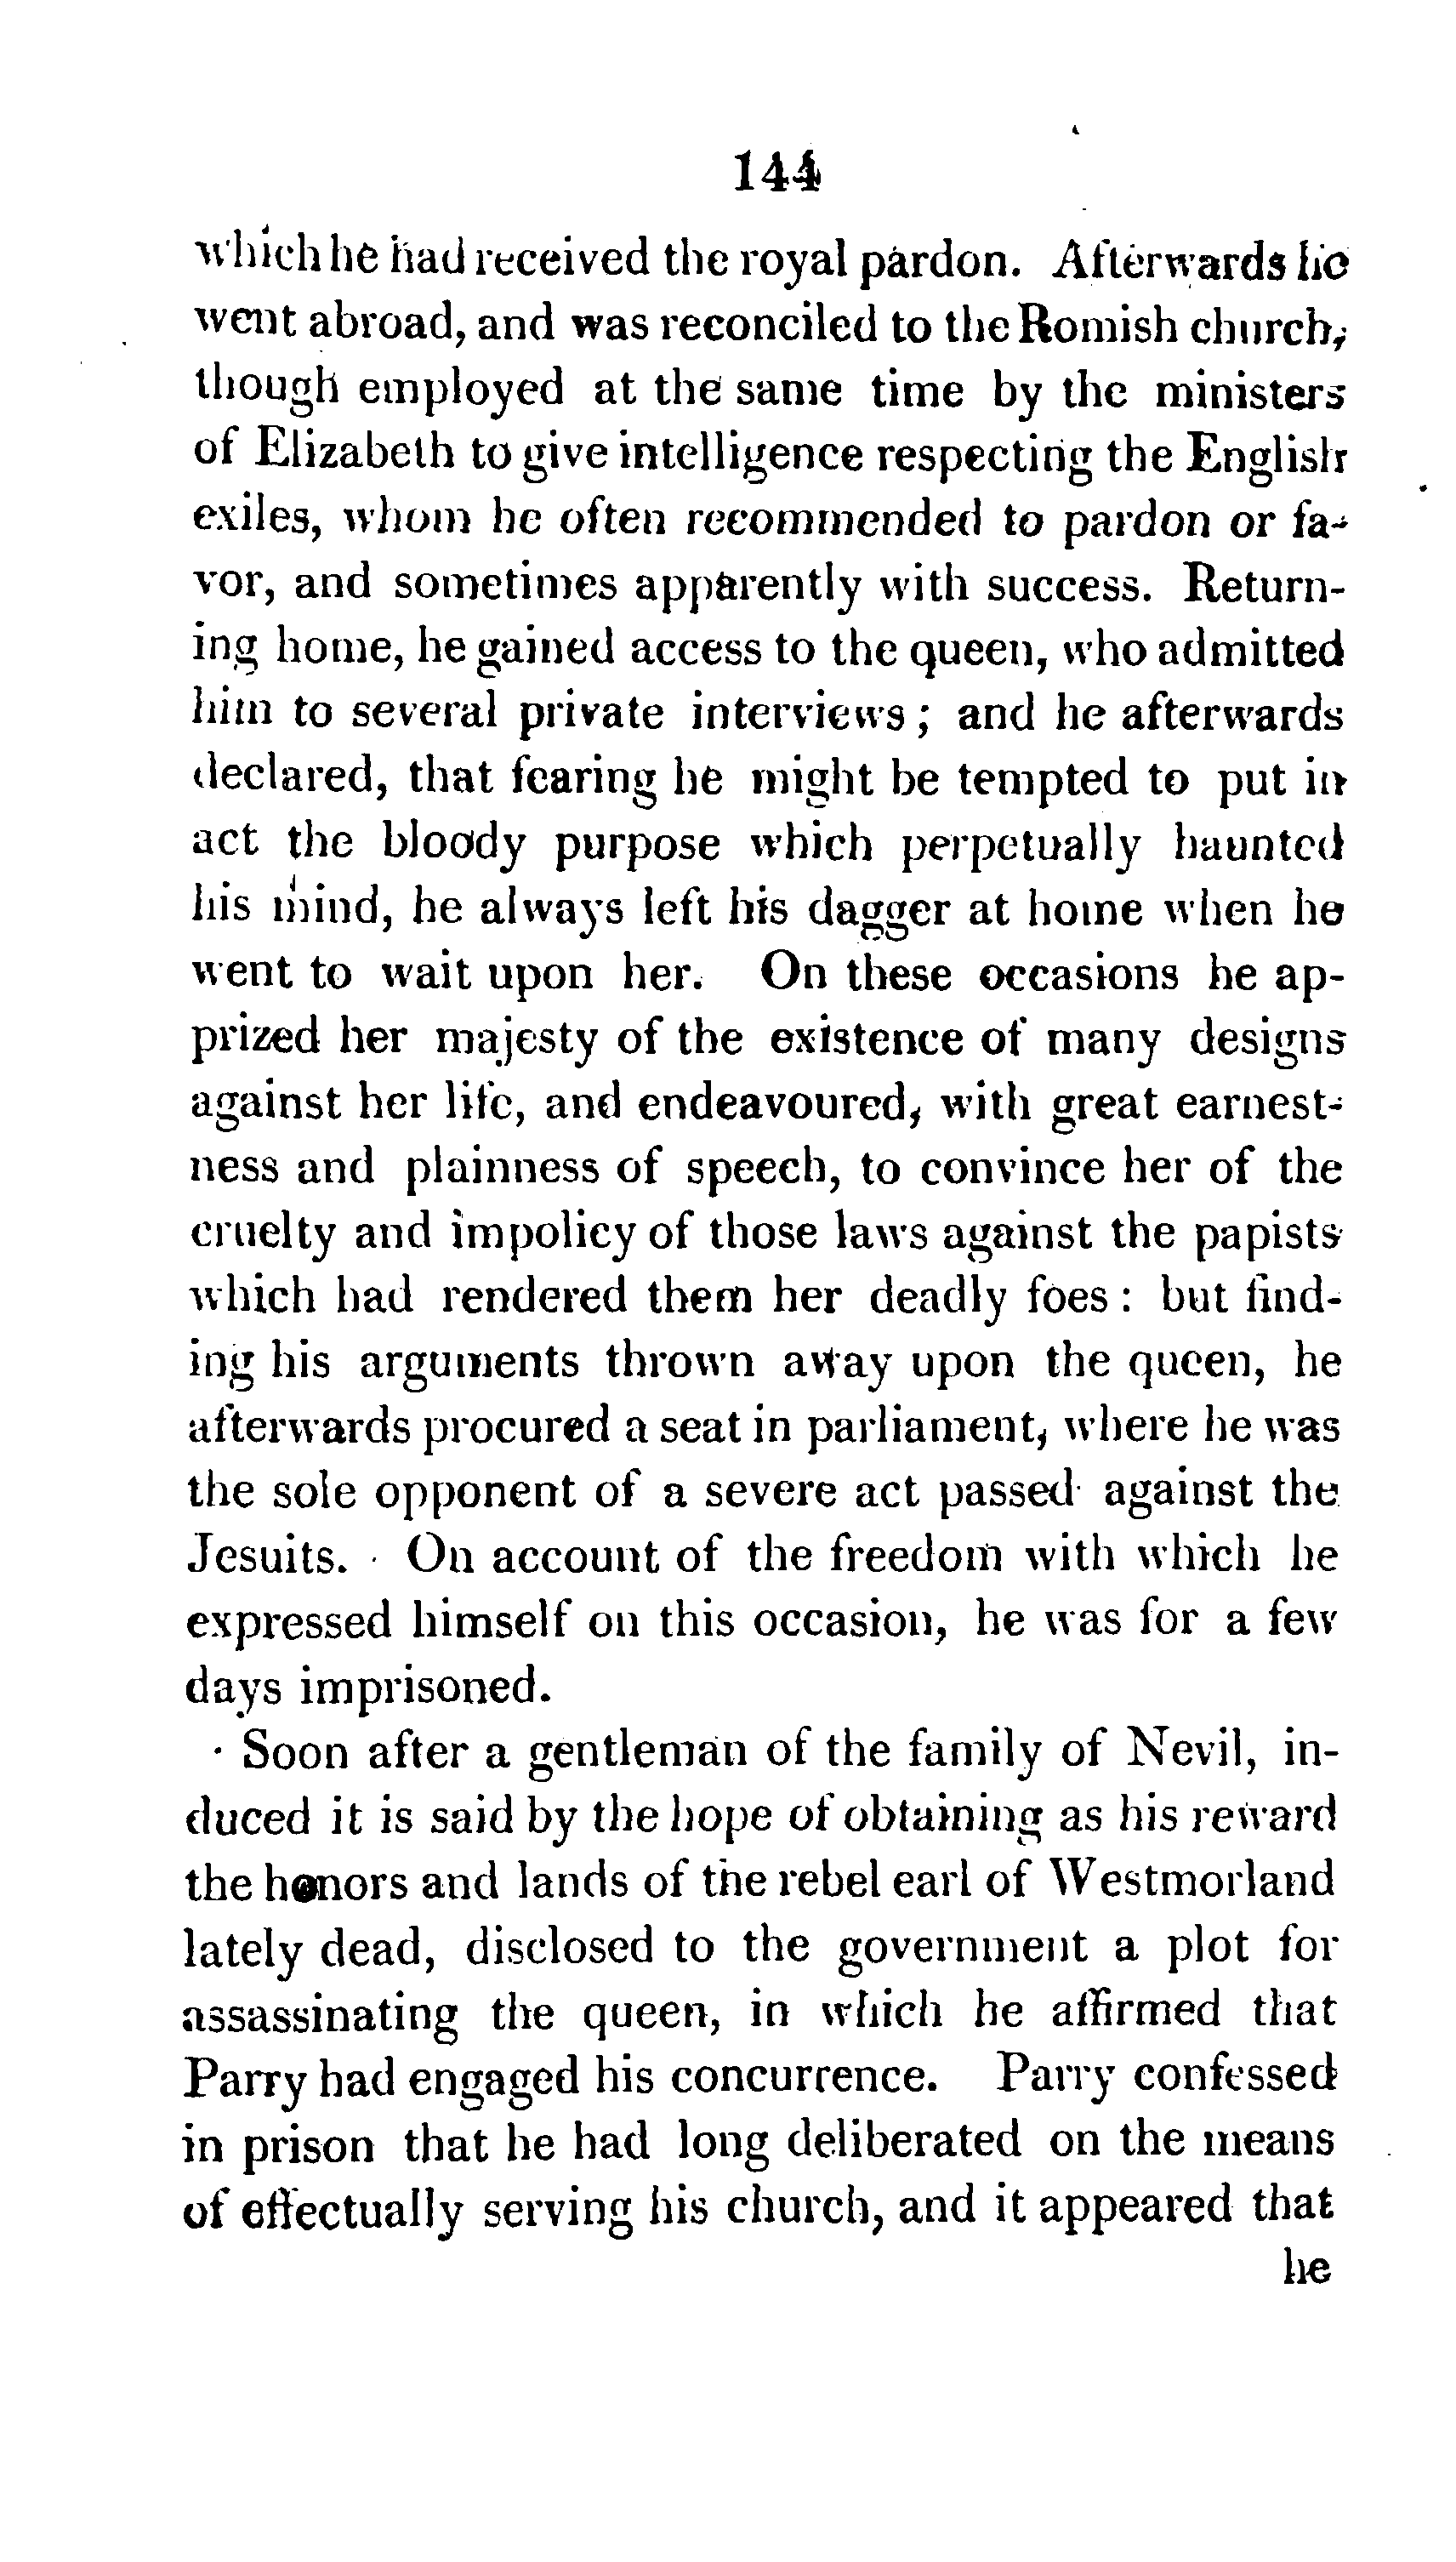 144
which he had received the royal pardon. Afterwards he
went abroad, and was reconciled to the Romish church,
though employed at the same time by the ministers
of Elizabeth to give intelligence respecting the English
exiles, whom he often recommended to pardon or fa-
vor, and sometimes apparently with success. Return-
ing home, he gained access to the queen, who admitted
him to several private interviews ; and he afterwards
declared, that fearing he might be tempted to put in
act the bloody purpose which perpetually haunted
his mind, he always left his dagger at home when he
went to wait upon her. On these occasions he ap-
prized her majesty of the existence of many designs
against her life, and endeavoured, with great earnest-
ness and plainness of speech, to convince her of the
cruelty and impolicy of those laws against the papists
which had rendered them her deadly foes : but find-
ing his arguments thrown away upon the queen, he
afterwards procured a seat in parliament, where he was
the sole opponent of a severe act passed against the
Jesuits. On account of the freedom with which he
expressed himself on this occasion, he was for a few
days imprisoned.
Soon after a gentleman of the family of Nevil, in-
duced it is said by the hope of obtaining as his reward
the honors and lands of the rebel earl of Westmorland
lately dead, disclosed to the government a plot for
assassinating the queen, in which he affirmed that
Parry had engaged his concurrence. Parry confessed
in prison that he had long deliberated on the means
of effectually serving his church, and it appeared that
he